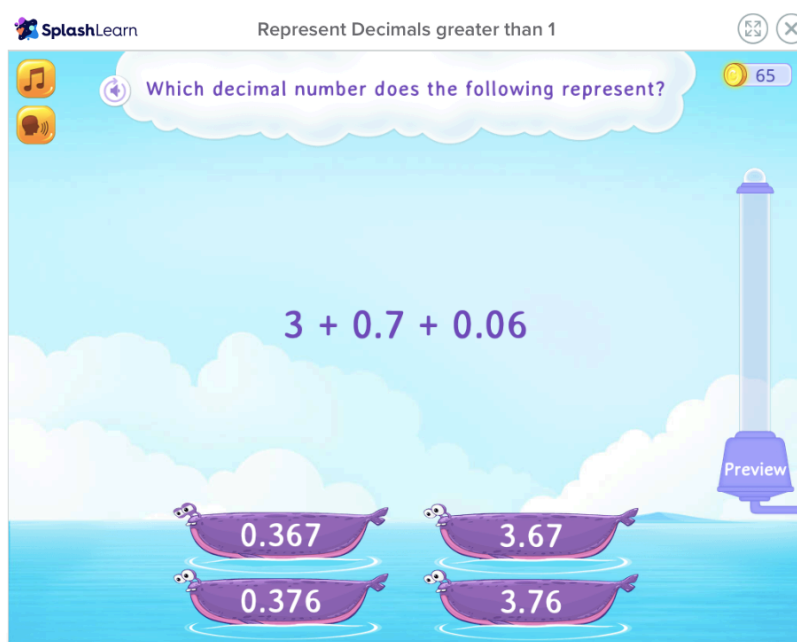 SplashLearn
Represent Decimals greater than 1
Which decimal number does the following represent?
65
3 + 0.7 + 0.06
Preview
0.367
3.67
0.376
3.76